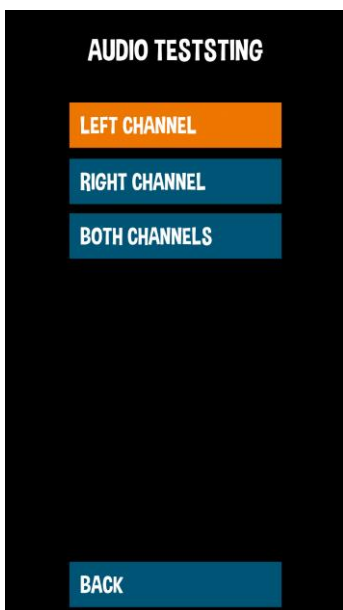 AUDIO TESTSTING
LEFT CHANNEL
RIGHT CHANNEL
BOTH CHANNELS
BACK